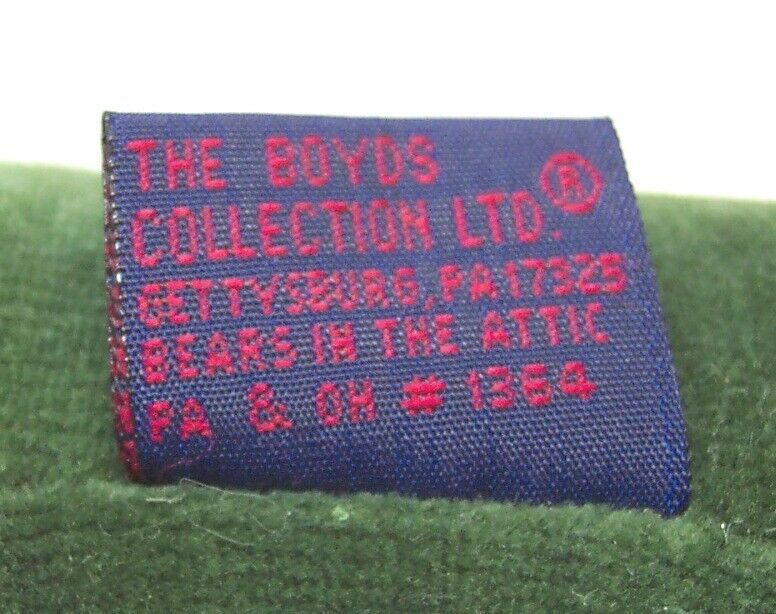 THE BOYDS
COLLECTION LTD.®
GETTYSBURG, PA 17325
BEARS IN THE ATTIC
PA & OH # 1364